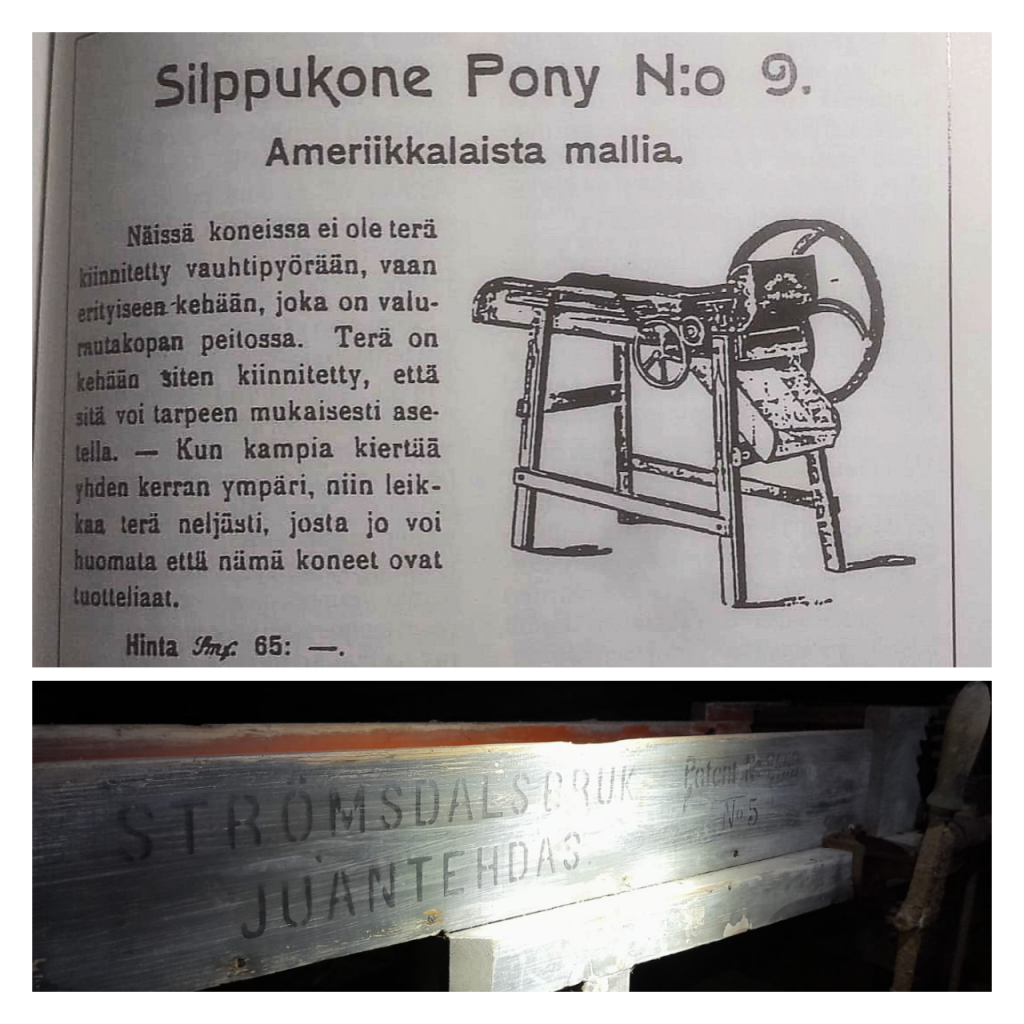 Silppukone Pony N:o 9.
Ameriikkalaista mallia.
Näissä koneissa ei ole terä
kiinnitetty vauhtipyörään, vaan
erityiseen kehään, joka on valu-
rautakopan peitossa. Terä on
kehään siten kiinnitetty, että
sitä voi tarpeen mukaisesti ase-
tella. — Kun kampia kiertää
yhden kerran ympäri, niin leik-
kaa terä neljästi, josta jo voi
huomata että nämä koneet ovat
tuotteliaat.
Hinta Smf. 65: —.
STRÖMSDALSBRUK
JUANTEHDAS.
Patent
No 5